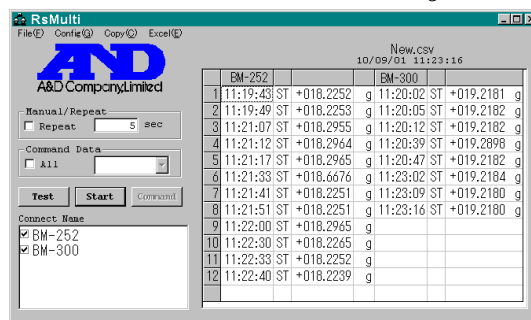 RsMulti
File(F) Config(G) Copy(C) Excel(E)
AND
A&D Company,Limited
Manual/Repeat
Repeat 5 sec
Command Data
All
Test Start Command
Connect Name
BM-252
BM-300
New.csv
10/09/01 11:23:16
BM-252 BM-300
1 11:19:43 ST +018.2252 g 11:20:02 ST +019.2181 g
2 11:19:49 ST +018.2253 g 11:20:05 ST +019.2182 g
3 11:21:07 ST +018.2955 g 11:20:12 ST +019.2182 g
4 11:21:12 ST +018.2964 g 11:20:39 ST +019.2898 g
5 11:21:17 ST +018.2965 g 11:20:47 ST +019.2182 g
6 11:21:33 ST +018.6676 g 11:23:02 ST +019.2184 g
7 11:21:41 ST +018.2251 g 11:23:09 ST +019.2180 g
8 11:21:51 ST +018.2251 g 11:23:16 ST +019.2180 g
9 11:22:00 ST +018.2965 g
10 11:22:30 ST +018.2265 g
11 11:22:33 ST +018.2252 g
12 11:22:40 ST +018.2239 g